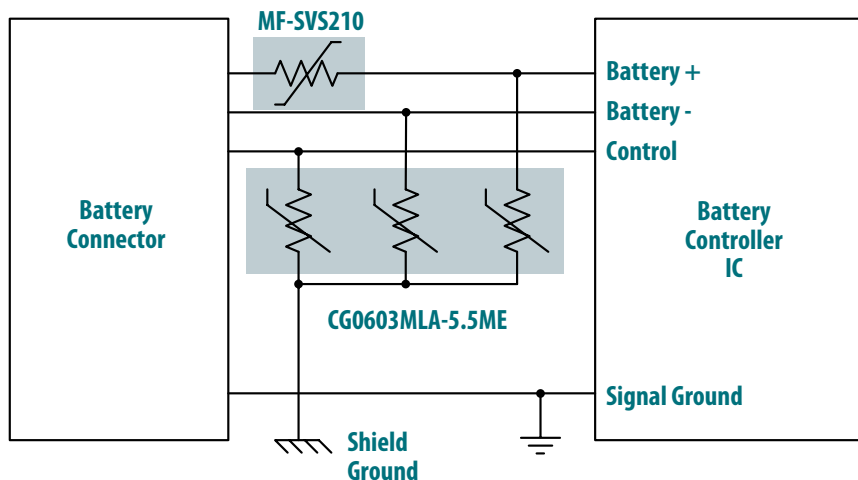 MF-SVS210
Battery +
Battery -
Control
Battery
Connector
Battery
Controller
IC
CG0603MLA-5.5ME
Signal Ground
Shield
Ground